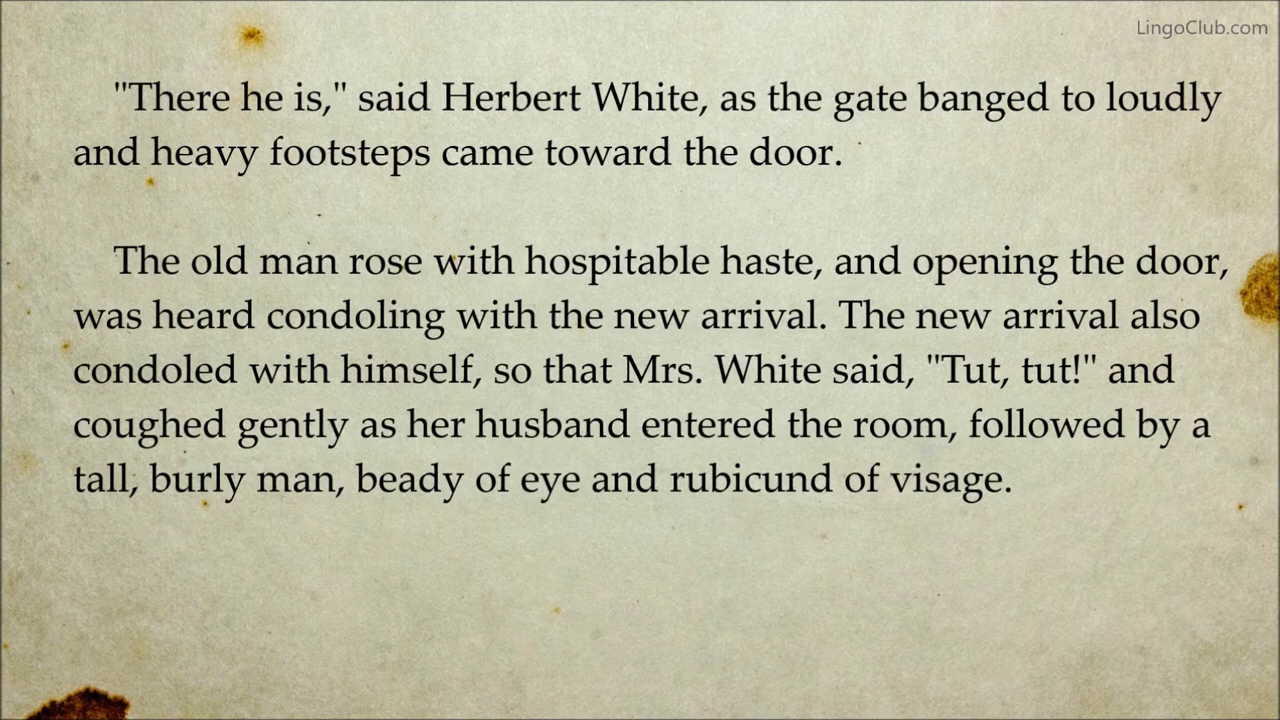 LingoClub.com
"There he is," said Herbert White, as the gate banged to loudly
and heavy footsteps came toward the door.
The old man rose with hospitable haste, and opening the door,
was heard condoling with the new arrival. The new arrival also
condoled with himself, so that Mrs. White said, "Tut, tut!" and
coughed gently as her husband entered the room, followed by a
tall, burly man, beady of eye and rubicund of visage.